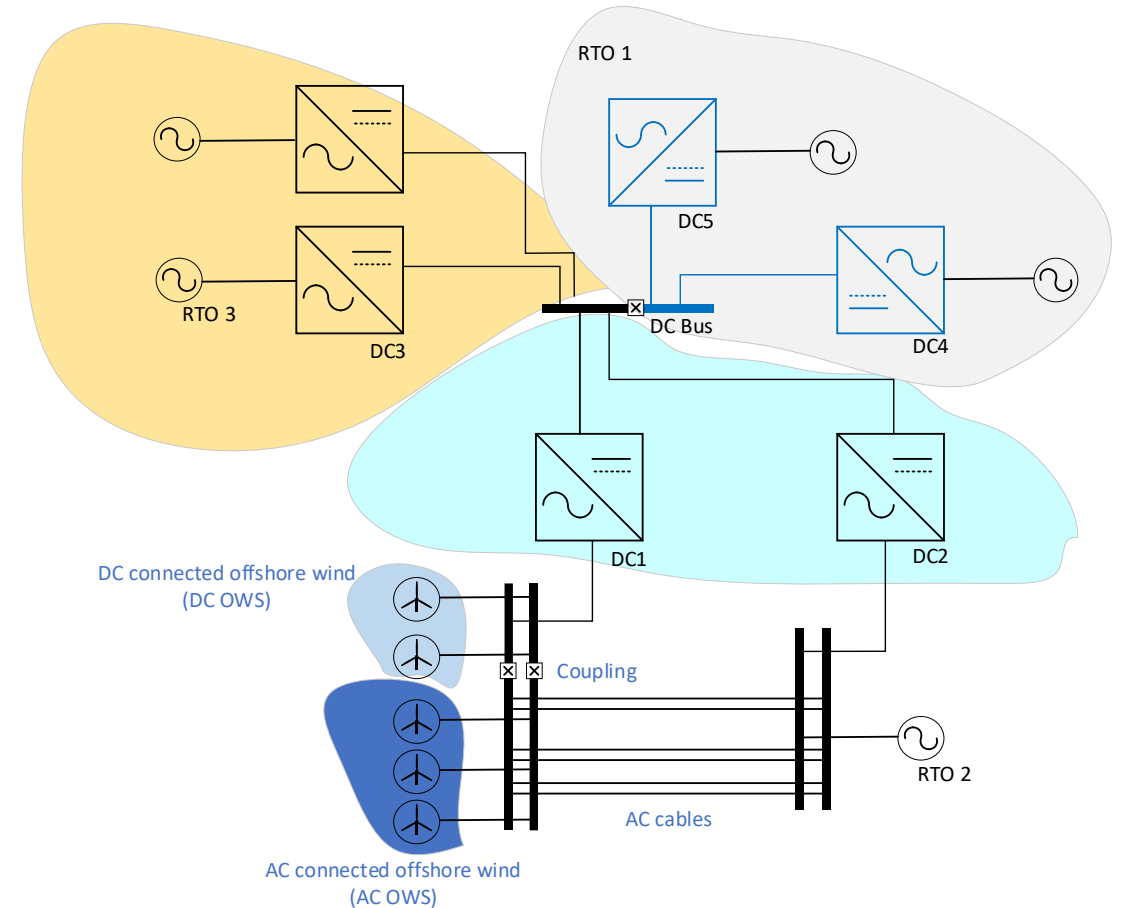 RTO 1
DC5
RTO 3
DC Bus
DC3
DC4
DC1
DC2
DC connected offshore wind
(DC OWS)
Coupling
RTO 2
AC cables
AC connected offshore wind
(AC OWS)